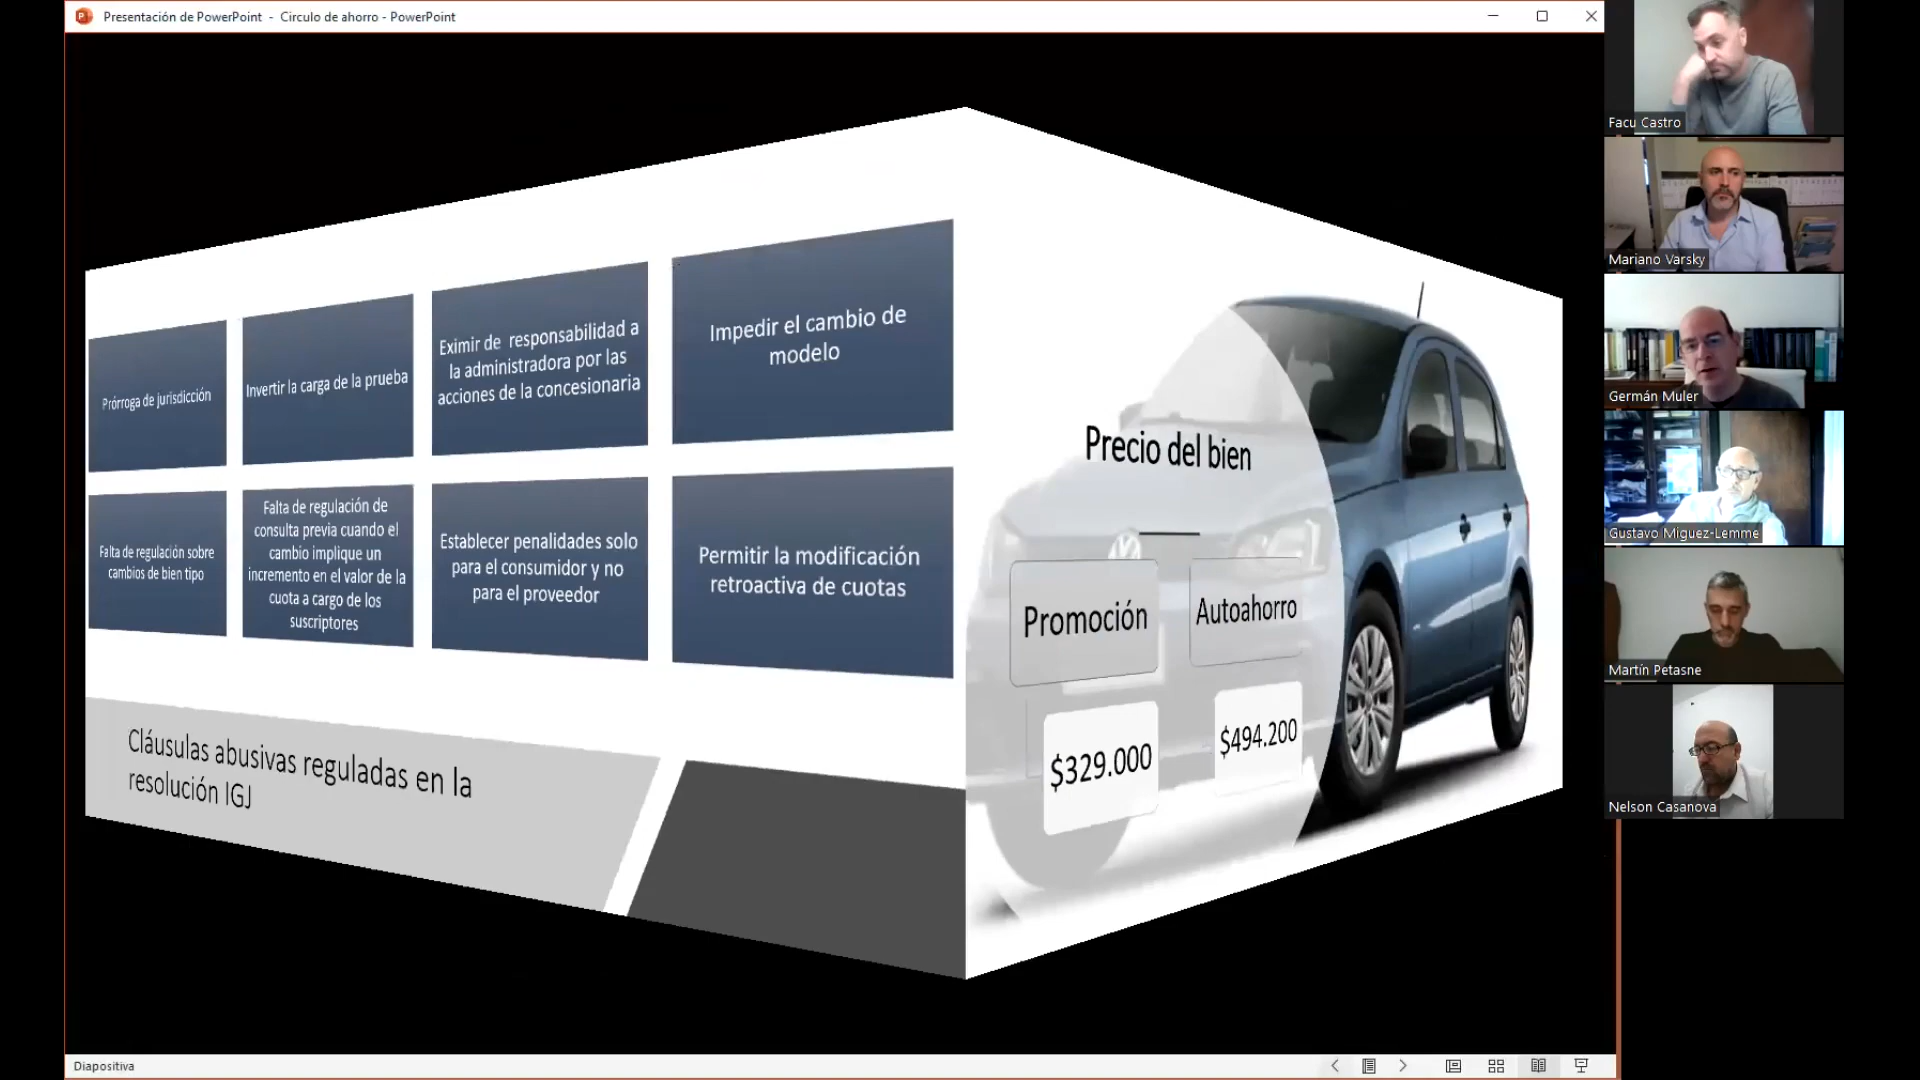 Presentación de PowerPoint - Circulo de ahorro - PowerPoint
Prórroga de jurisdicción
Invertir la carga de la prueba
Eximir de responsabilidad a
la administradora por las
acciones de la concesionaria
Impedir el cambio de
modelo
Falta de regulación sobre
cambios de bien tipo
Falta de regulación de
consulta previa cuando el
cambio implique un
incremento en el valor de la
cuota a cargo de los
suscriptores
Establecer penalidades solo
para el consumidor y no
para el proveedor
Permitir la modificación
retroactiva de cuotas
Cláusulas abusivas reguladas en la
resolución IGJ
Precio del bien
Promoción
Autoahorro
$329.000
$494.200
Facu Castro
Mariano Varsky
Germán Muler
Gustavo Miguez-Lemme
Martín Petasne
Nelson Casanova
Diapositiva